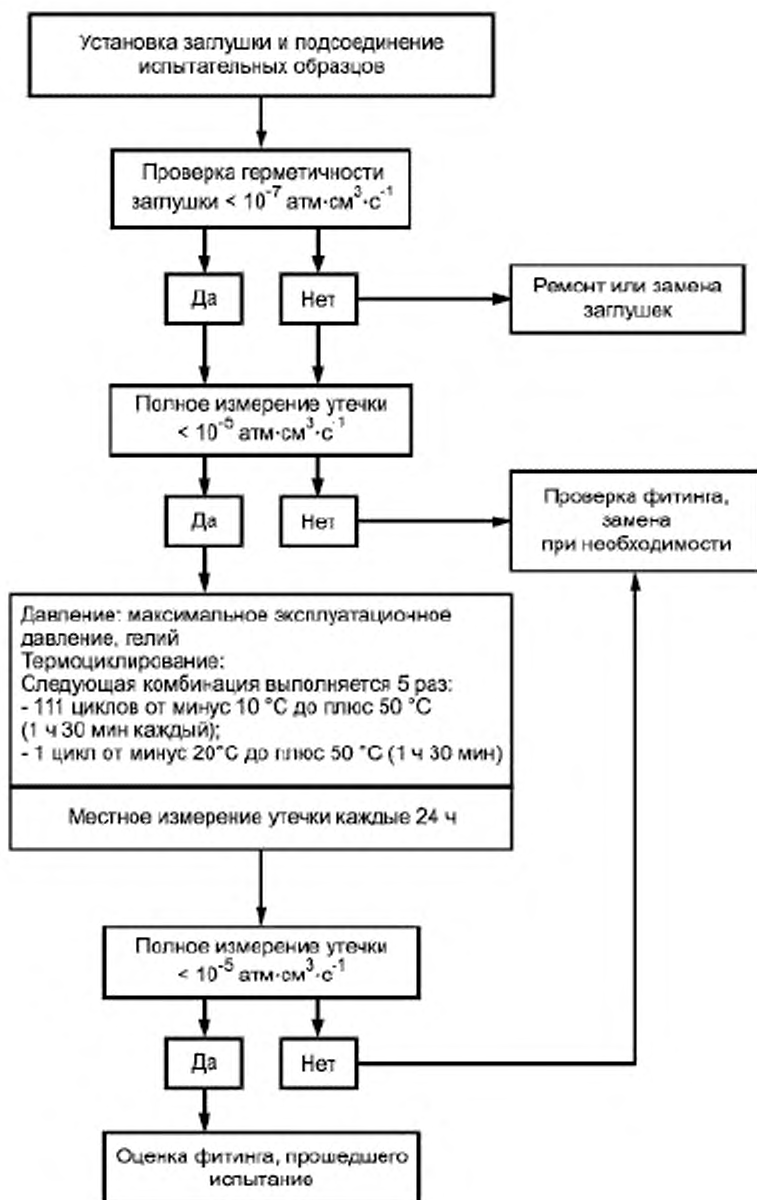 Установка заглушки и подсоединение
испытательных образцов
Проверка герметичности
заглушки < 10⁻⁷ атм·см³·с⁻¹
Да
Нет
Ремонт или замена
заглушек
Полное измерение утечки
< 10⁻⁵ атм·см³·с⁻¹
Да
Нет
Проверка фитинга,
замена
при необходимости
Давление: максимальное эксплуатационное
давление, гелий
Термоциклирование:
Следующая комбинация выполняется 5 раз:
- 111 циклов от минус 10 °С до плюс 50 °С
(1 ч 30 мин каждый);
- 1 цикл от минус 20°С до плюс 50 °С (1 ч 30 мин)
Местное измерение утечки каждые 24 ч
Полное измерение утечки
< 10⁻⁵ атм·см³·с⁻¹
Да
Нет
Оценка фитинга, прошедшего
испытание